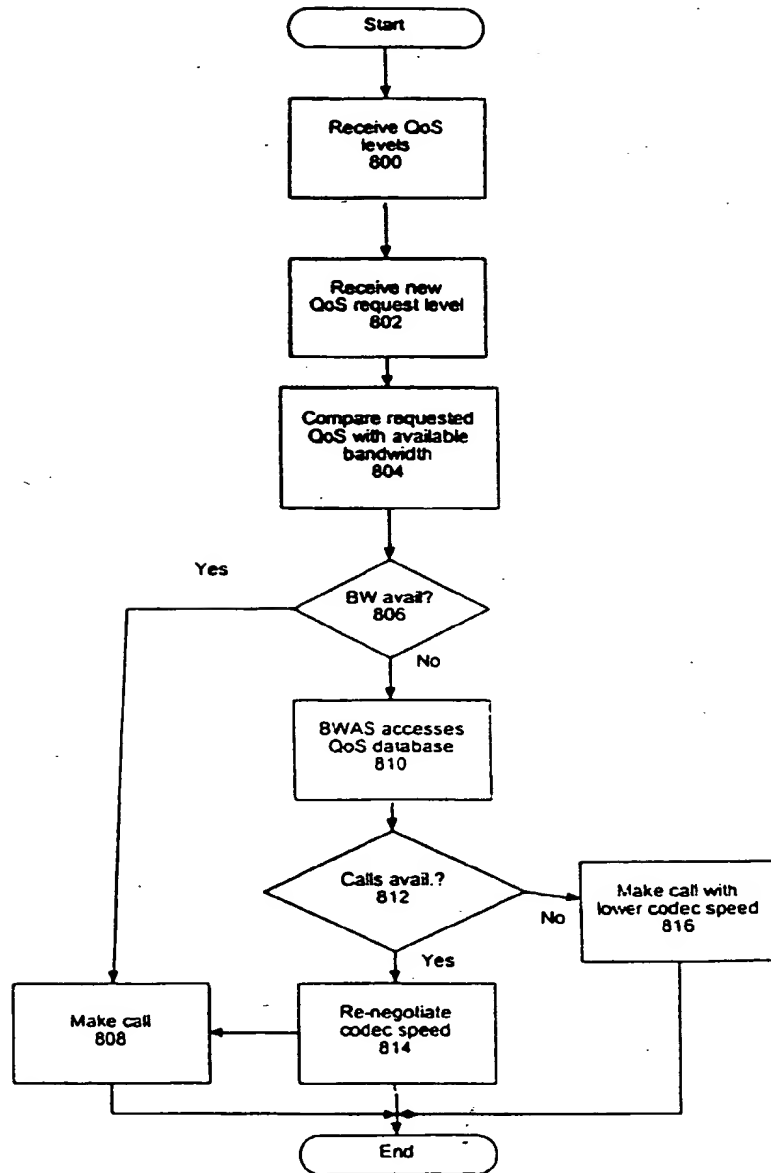 Start
Receive QoS
levels
800
Receive new
QoS request level
802
Compare requested
QoS with available
bandwidth
804
Yes
BW avail?
806
No
BWAS accesses
QoS database
810
Calls avail.?
812
No
Make call with
lower codec speed
816
Yes
Make call
808
Re-negotiate
codec speed
814
End